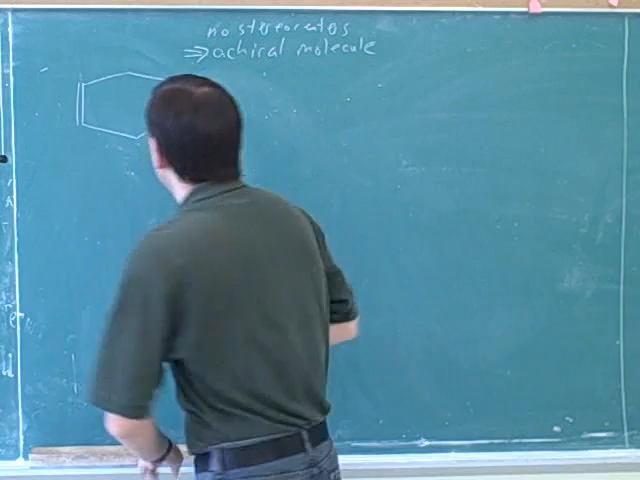 no stereocenters
⇒ achiral molecule